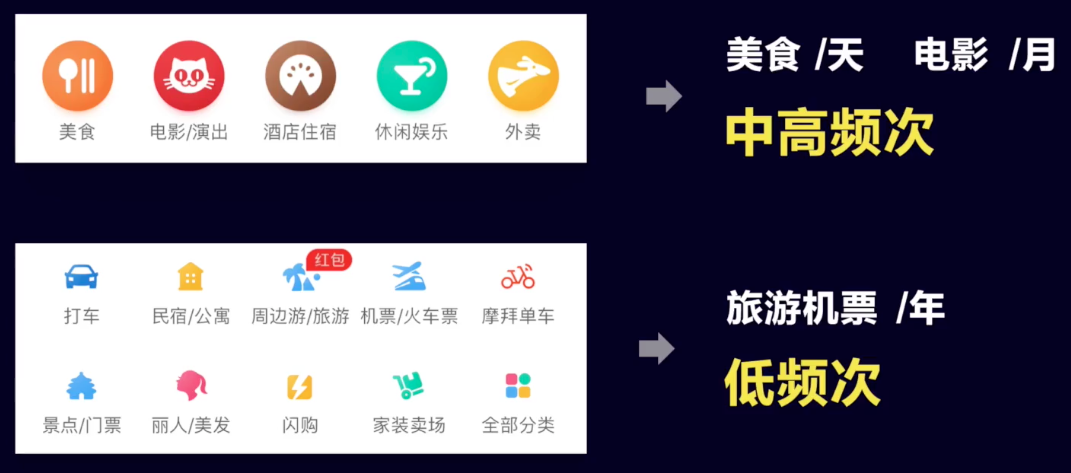 美食 电影/演出 酒店住宿 休闲娱乐 外卖
美食 /天 电影 /月
中高频次
红包
打车 民宿/公寓 周边游/旅游 机票/火车票 摩拜单车
景点/门票 丽人/美发 闪购 家装卖场 全部分类
旅游机票 /年
低频次